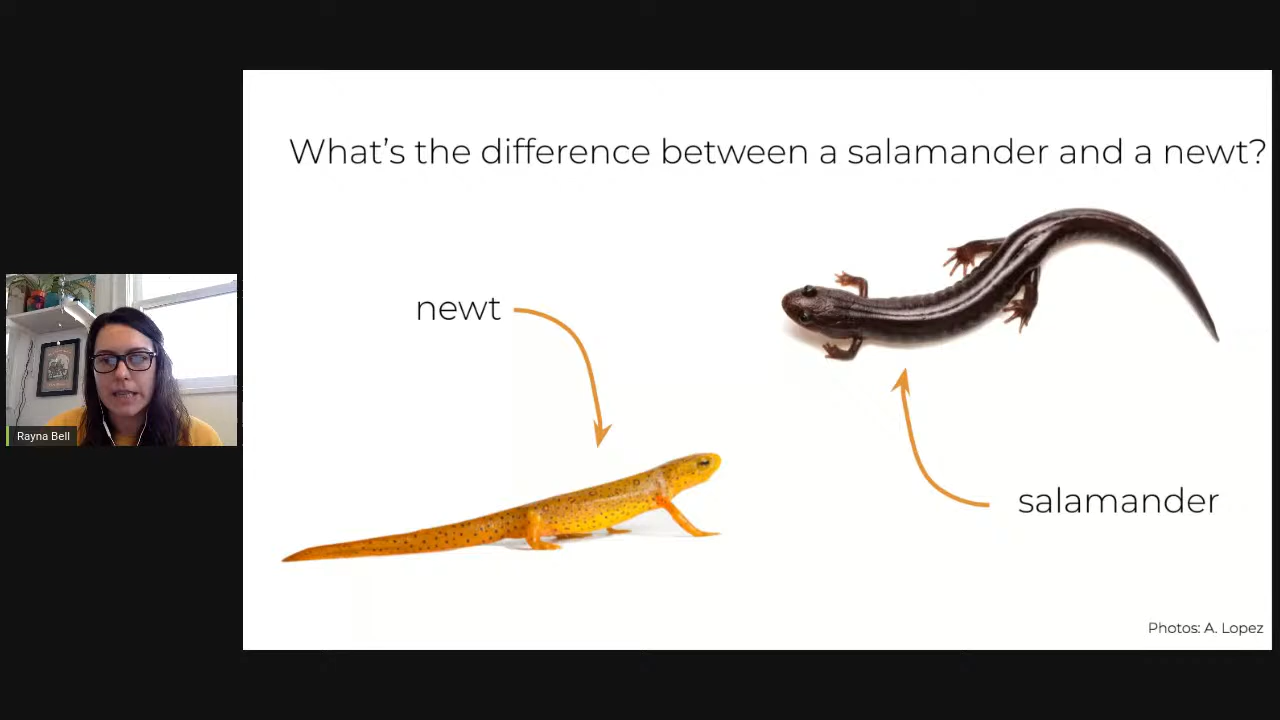 What's the difference between a salamander and a newt?
newt
salamander
Rayna Bell
Photos: A. Lopez